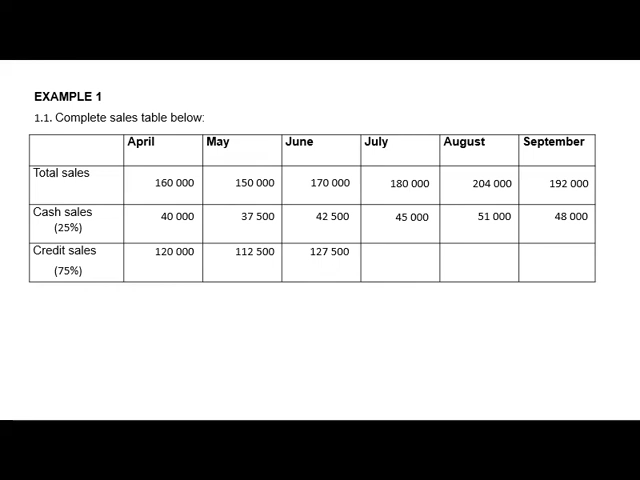 EXAMPLE 1
1.1. Complete sales table below:
April May June July August September
Total sales 160 000 150 000 170 000 180 000 204 000 192 000
Cash sales 40 000 37 500 42 500 45 000 51 000 48 000
(25%)
Credit sales 120 000 112 500 127 500
(75%)